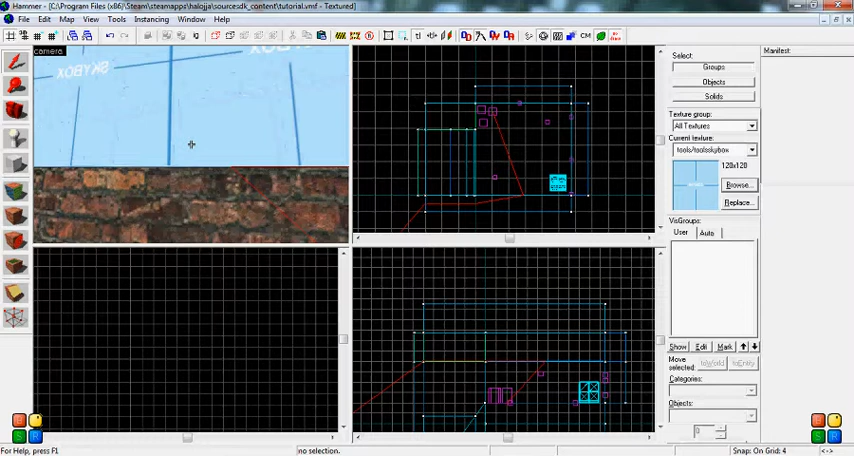 Hammer - [C:\Program Files (x86)\Steam\steamapps\halojja\sourcesdk_content\tutorial.vmf - Textured]
File Edit Map View Tools Instancing Window Help
camera
SKYBOX
SKYBOX
Select:
Groups
Objects
Solids
Texture group:
All Textures
Current texture:
tools/toolsskybox
120x120
Browse...
Replace...
VisGroups:
User Auto
Show Edit Mark
Move selected:
toWorld toEntity
Categories:
Objects:
0
Manifest:
For Help, press F1
no selection.
Snap: On Grid: 4
<->